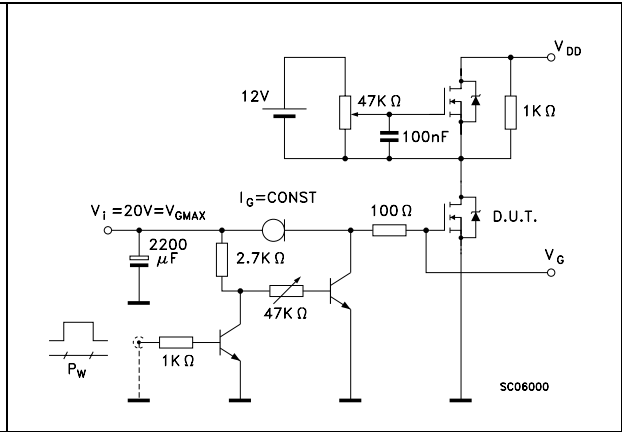 V_DD
12V
47K Ω
1K Ω
100nF
I_G=CONST
V_i =20V=V_GMAX
100 Ω
D.U.T.
2200
μF
2.7K Ω
V_G
47K Ω
1K Ω
P_W
SC06000